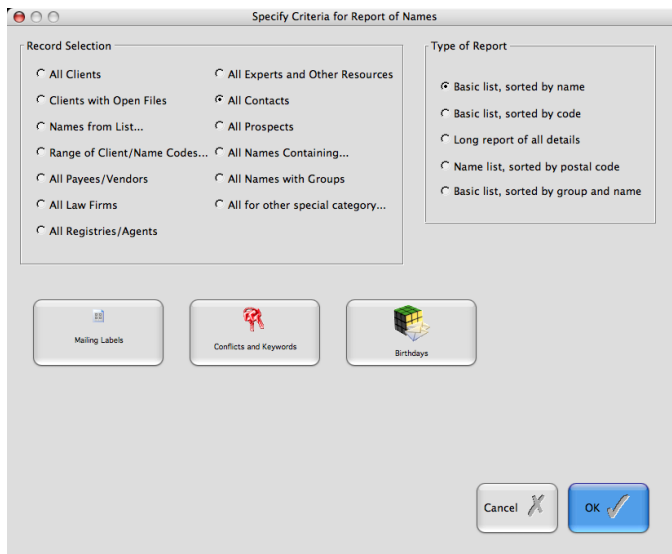 Specify Criteria for Report of Names
Record Selection
All Clients
Clients with Open Files
Names from List...
Range of Client/Name Codes...
All Payees/Vendors
All Law Firms
All Registries/Agents
All Experts and Other Resources
All Contacts
All Prospects
All Names Containing...
All Names with Groups
All for other special category...
Type of Report
Basic list, sorted by name
Basic list, sorted by code
Long report of all details
Name list, sorted by postal code
Basic list, sorted by group and name
Mailing Labels
Conflicts and Keywords
Birthdays
Cancel
OK